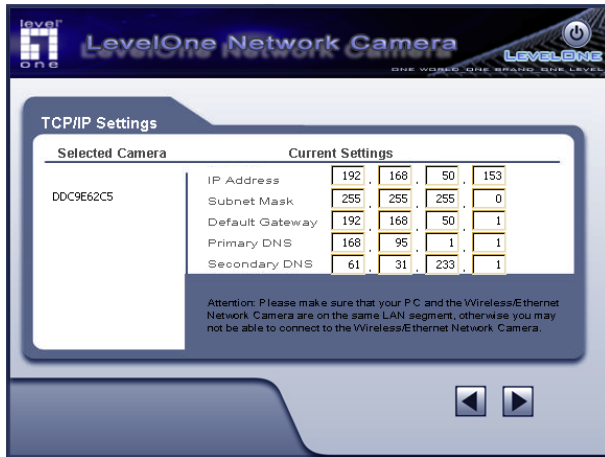 level
one
LevelOne Network Camera
LEVELONE
ONE WORLD ONE BRAND ONE LEVEL
TCP/IP Settings
Selected Camera
Current Settings
DDC9E62C5
IP Address 192 . 168 . 50 . 153
Subnet Mask 255 . 255 . 255 . 0
Default Gateway 192 . 168 . 50 . 1
Primary DNS 168 . 95 . 1 . 1
Secondary DNS 61 . 31 . 233 . 1
Attention: Please make sure that your PC and the Wireless/Ethernet
Network Camera are on the same LAN segment, otherwise you may
not be able to connect to the Wireless/Ethernet Network Camera.